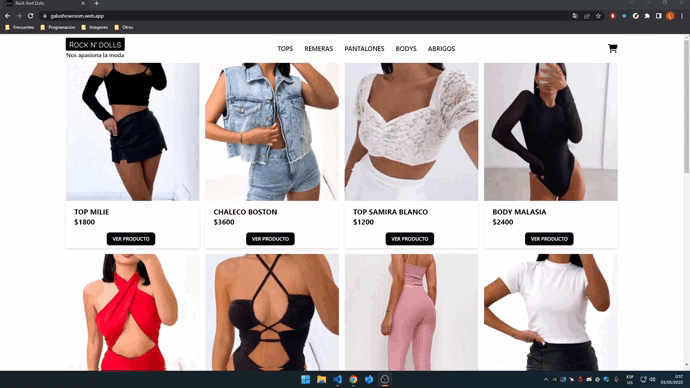 Rock And Dolls
galushowroom.web.app
Frecuentes
Programacion
Imagenes
Otros
ROCK N' DOLLS
Nos apasiona la moda
TOPS
REMERAS
PANTALONES
BODYS
ABRIGOS
TOP MILIE
$1800
VER PRODUCTO
CHALECO BOSTON
$3600
VER PRODUCTO
TOP SAMIRA BLANCO
$1200
VER PRODUCTO
BODY MALASIA
$2400
VER PRODUCTO
ESP
0:57
03/05/2022